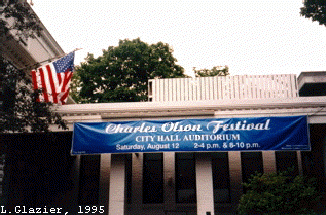 Charles Olson Festival
CITY HALL AUDITORIUM
Saturday, August 12 2-4 p.m. & 8-10 p.m.
L.Glazier, 1995